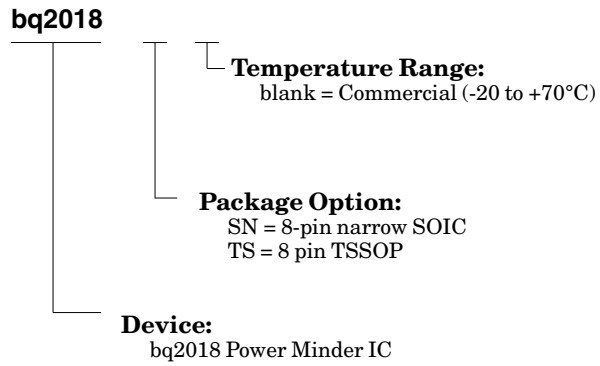 bq2018
Temperature Range:
blank = Commercial (-20 to +70°C)
Package Option:
SN = 8-pin narrow SOIC
TS = 8 pin TSSOP
Device:
bq2018 Power Minder IC